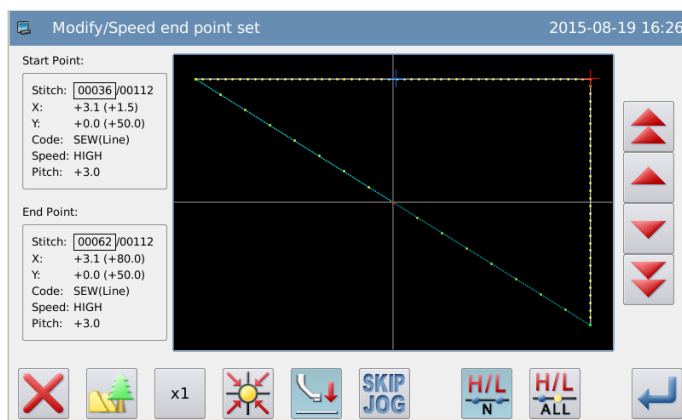 Modify/Speed end point set 2015-08-19 16:26
Start Point:
Stitch: 00036/00112
X: +3.1 (+1.5)
Y: +0.0 (+50.0)
Code: SEW(Line)
Speed: HIGH
Pitch: +3.0
End Point:
Stitch: 00062/00112
X: +3.1 (+80.0)
Y: +0.0 (+50.0)
Code: SEW(Line)
Speed: HIGH
Pitch: +3.0
x1
SKIP
JOG
H/L
N
H/L
ALL